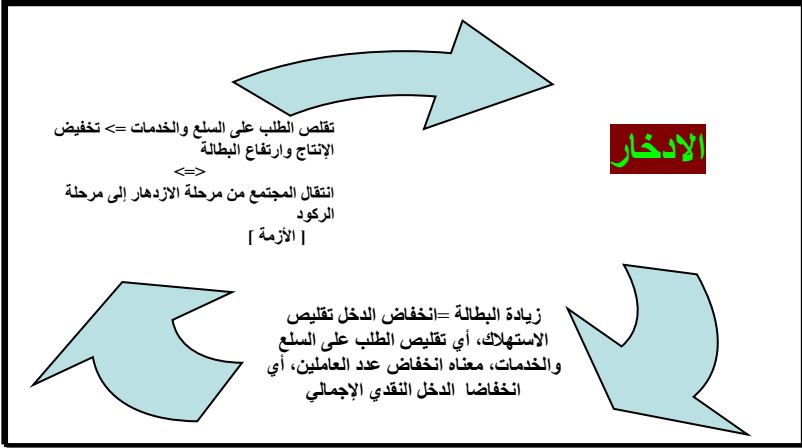 الادخار
تقلص الطلب على السلع والخدمات => تخفيض
الإنتاج وارتفاع البطالة
<=>
انتقال المجتمع من مرحلة الازدهار إلى مرحلة
الركود
[ الأزمة ]
زيادة البطالة =انخفاض الدخل تقليص
الاستهلاك، أي تقليص الطلب على السلع
والخدمات، معناه انخفاض عدد العاملين، أي
انخفاضا الدخل النقدي الإجمالي